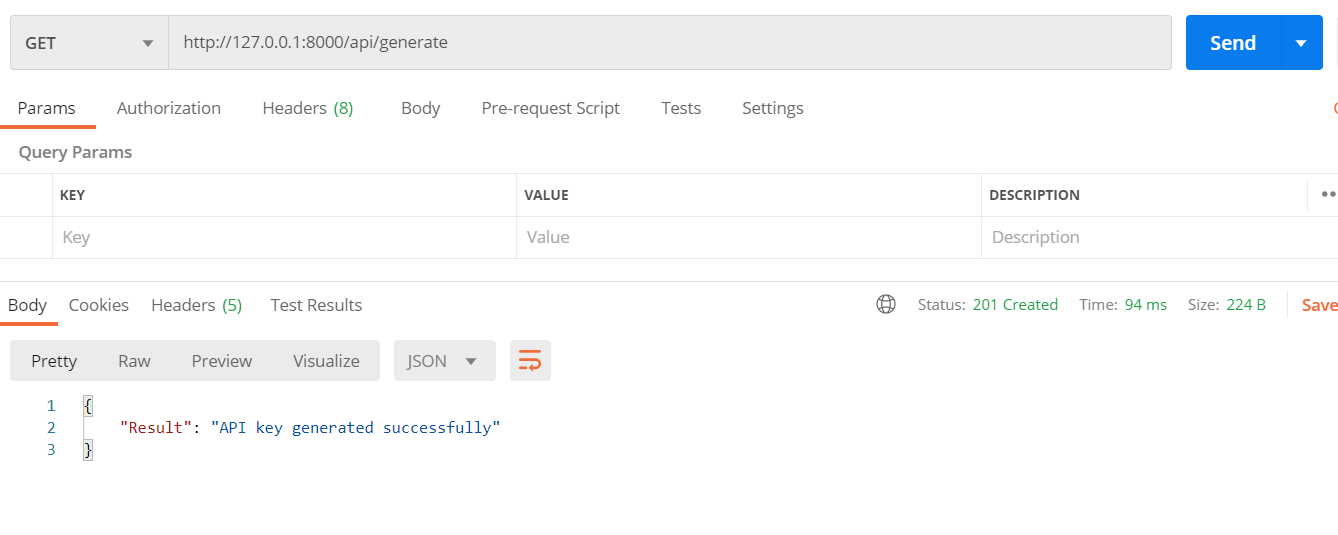 GET http://127.0.0.1:8000/api/generate Send
Params Authorization Headers (8) Body Pre-request Script Tests Settings
Query Params
KEY VALUE DESCRIPTION
Key Value Description
Body Cookies Headers (5) Test Results Status: 201 Created Time: 94 ms Size: 224 B Save
Pretty Raw Preview Visualize JSON
1 {
2 "Result": "API key generated successfully"
3 }